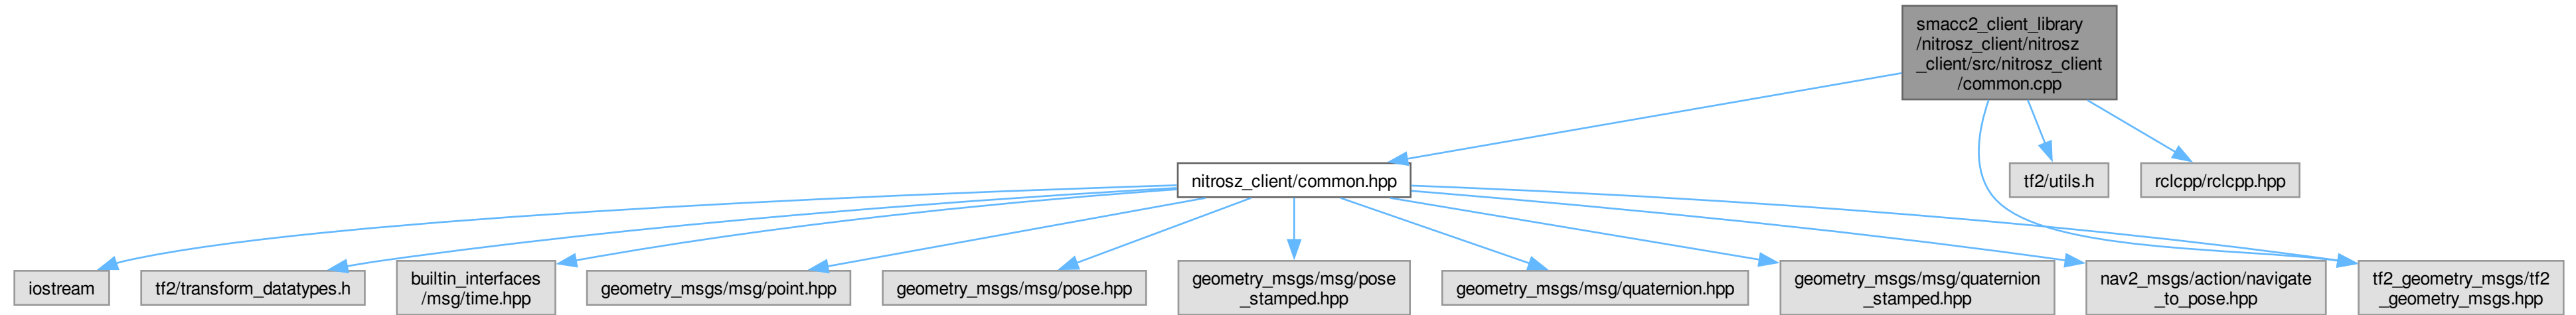 smacc2_client_library
/nitrosz_client/nitrosz
_client/src/nitrosz_client
/common.cpp
nitrosz_client/common.hpp
tf2/utils.h
rclcpp/rclcpp.hpp
iostream
tf2/transform_datatypes.h
builtin_interfaces
/msg/time.hpp
geometry_msgs/msg/point.hpp
geometry_msgs/msg/pose.hpp
geometry_msgs/msg/pose
_stamped.hpp
geometry_msgs/msg/quaternion.hpp
geometry_msgs/msg/quaternion
_stamped.hpp
nav2_msgs/action/navigate
_to_pose.hpp
tf2_geometry_msgs/tf2
_geometry_msgs.hpp